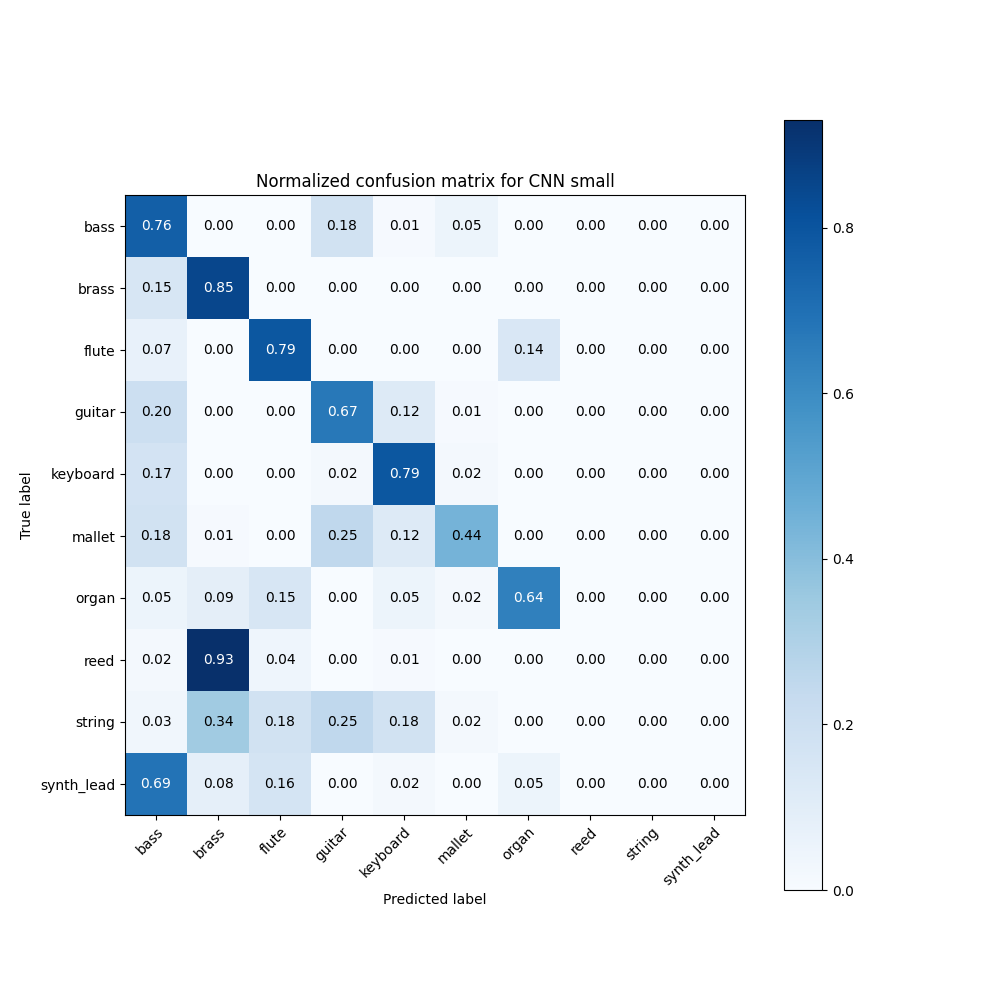 Normalized confusion matrix for CNN small
True label
bass 0.76 0.00 0.00 0.18 0.01 0.05 0.00 0.00 0.00 0.00
brass 0.15 0.85 0.00 0.00 0.00 0.00 0.00 0.00 0.00 0.00
flute 0.07 0.00 0.79 0.00 0.00 0.00 0.14 0.00 0.00 0.00
guitar 0.20 0.00 0.00 0.67 0.12 0.01 0.00 0.00 0.00 0.00
keyboard 0.17 0.00 0.00 0.02 0.79 0.02 0.00 0.00 0.00 0.00
mallet 0.18 0.01 0.00 0.25 0.12 0.44 0.00 0.00 0.00 0.00
organ 0.05 0.09 0.15 0.00 0.05 0.02 0.64 0.00 0.00 0.00
reed 0.02 0.93 0.04 0.00 0.01 0.00 0.00 0.00 0.00 0.00
string 0.03 0.34 0.18 0.25 0.18 0.02 0.00 0.00 0.00 0.00
synth_lead 0.69 0.08 0.16 0.00 0.02 0.00 0.05 0.00 0.00 0.00
bass brass flute guitar keyboard mallet organ reed string synth_lead
Predicted label
0.8
0.6
0.4
0.2
0.0